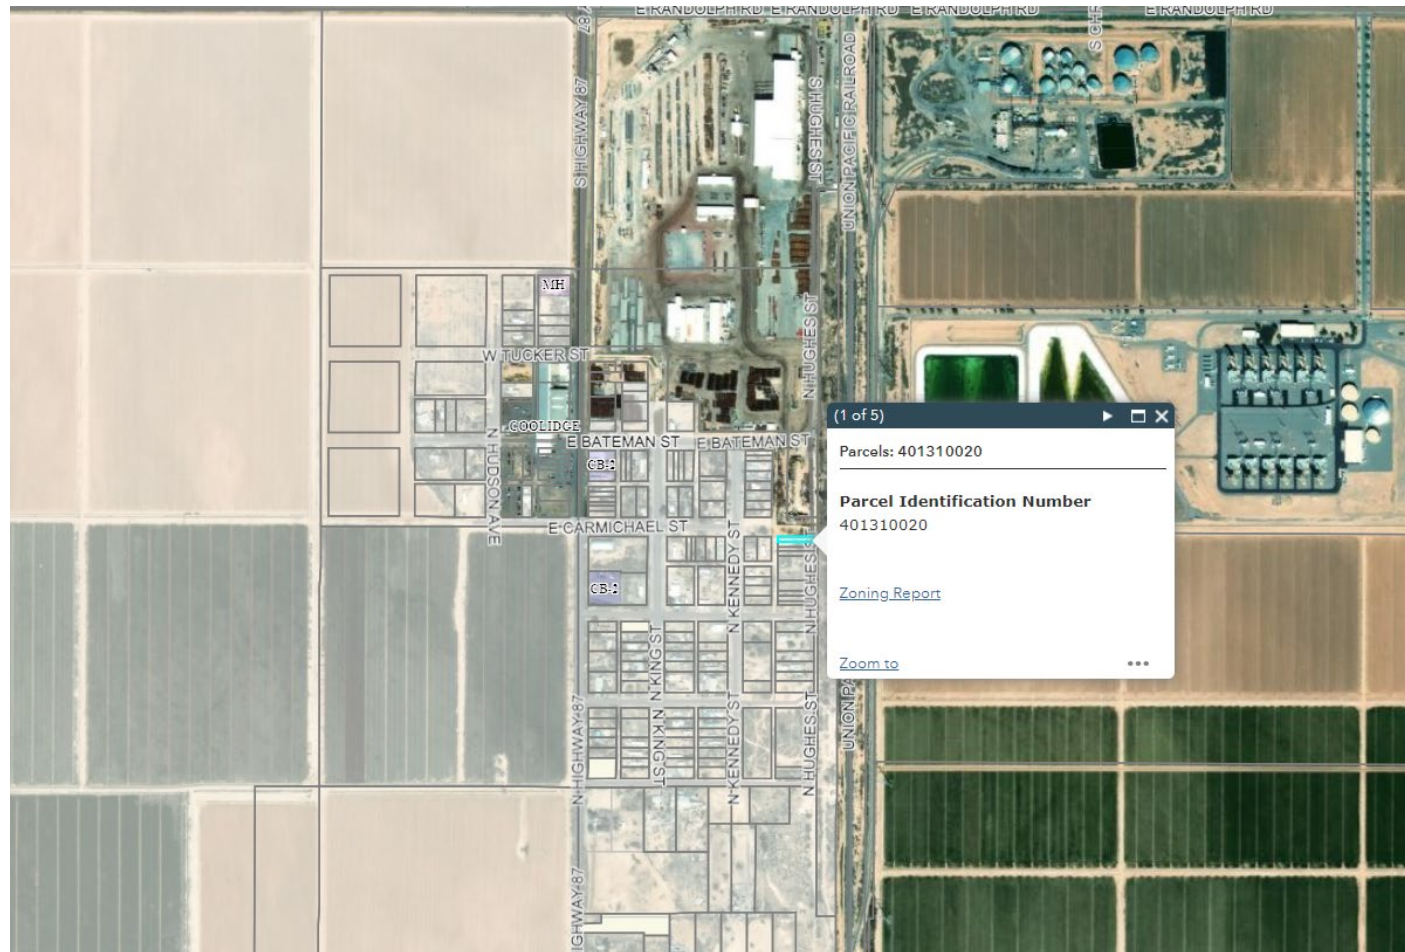 E RANDOLPH RD E RANDOLPH RD E RANDOLPH RD E RANDOLPH RD
S HIGHWAY 87
S HUGHES ST
UNION PACIFIC RAILROAD
MH
N HUGHES ST
W TUCKER ST
COOLIDGE
E BATEMAN ST E BATEMAN ST
CB-2
N HUDSON AVE
E CARMICHAEL ST
N KENNEDY ST
N HUGHES S
CB-2
N KING ST N KING ST
N HIGHWAY 87
N KENNEDY ST
N HUGHES ST
UNION PA
IGHWAY 87
(1 of 5)
Parcels: 401310020
Parcel Identification Number
401310020
Zoning Report
Zoom to